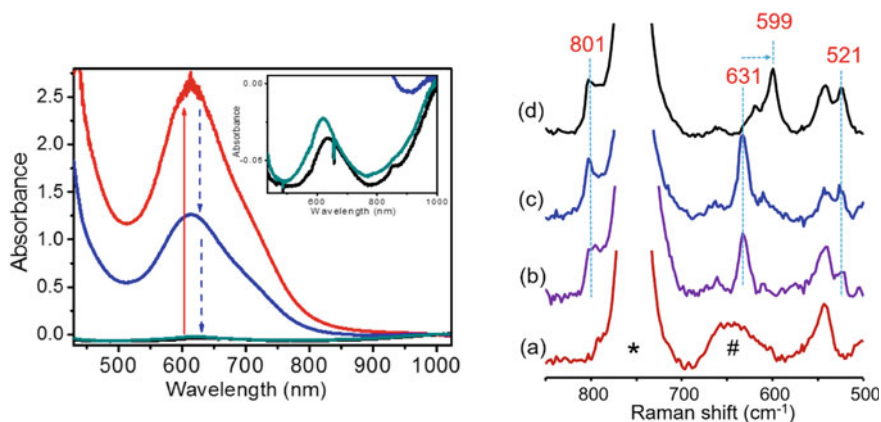 2.5
2.0
1.5
1.0
0.5
0.0
500 600 700 800 900 1000
Absorbance
Wavelength (nm)
0.00
-0.05
600 800 1000
Absorbance
Wavelength (nm)
599
801
631
521
(d)
(c)
(b)
(a)
* #
800 700 600 500
Raman shift (cm⁻¹)